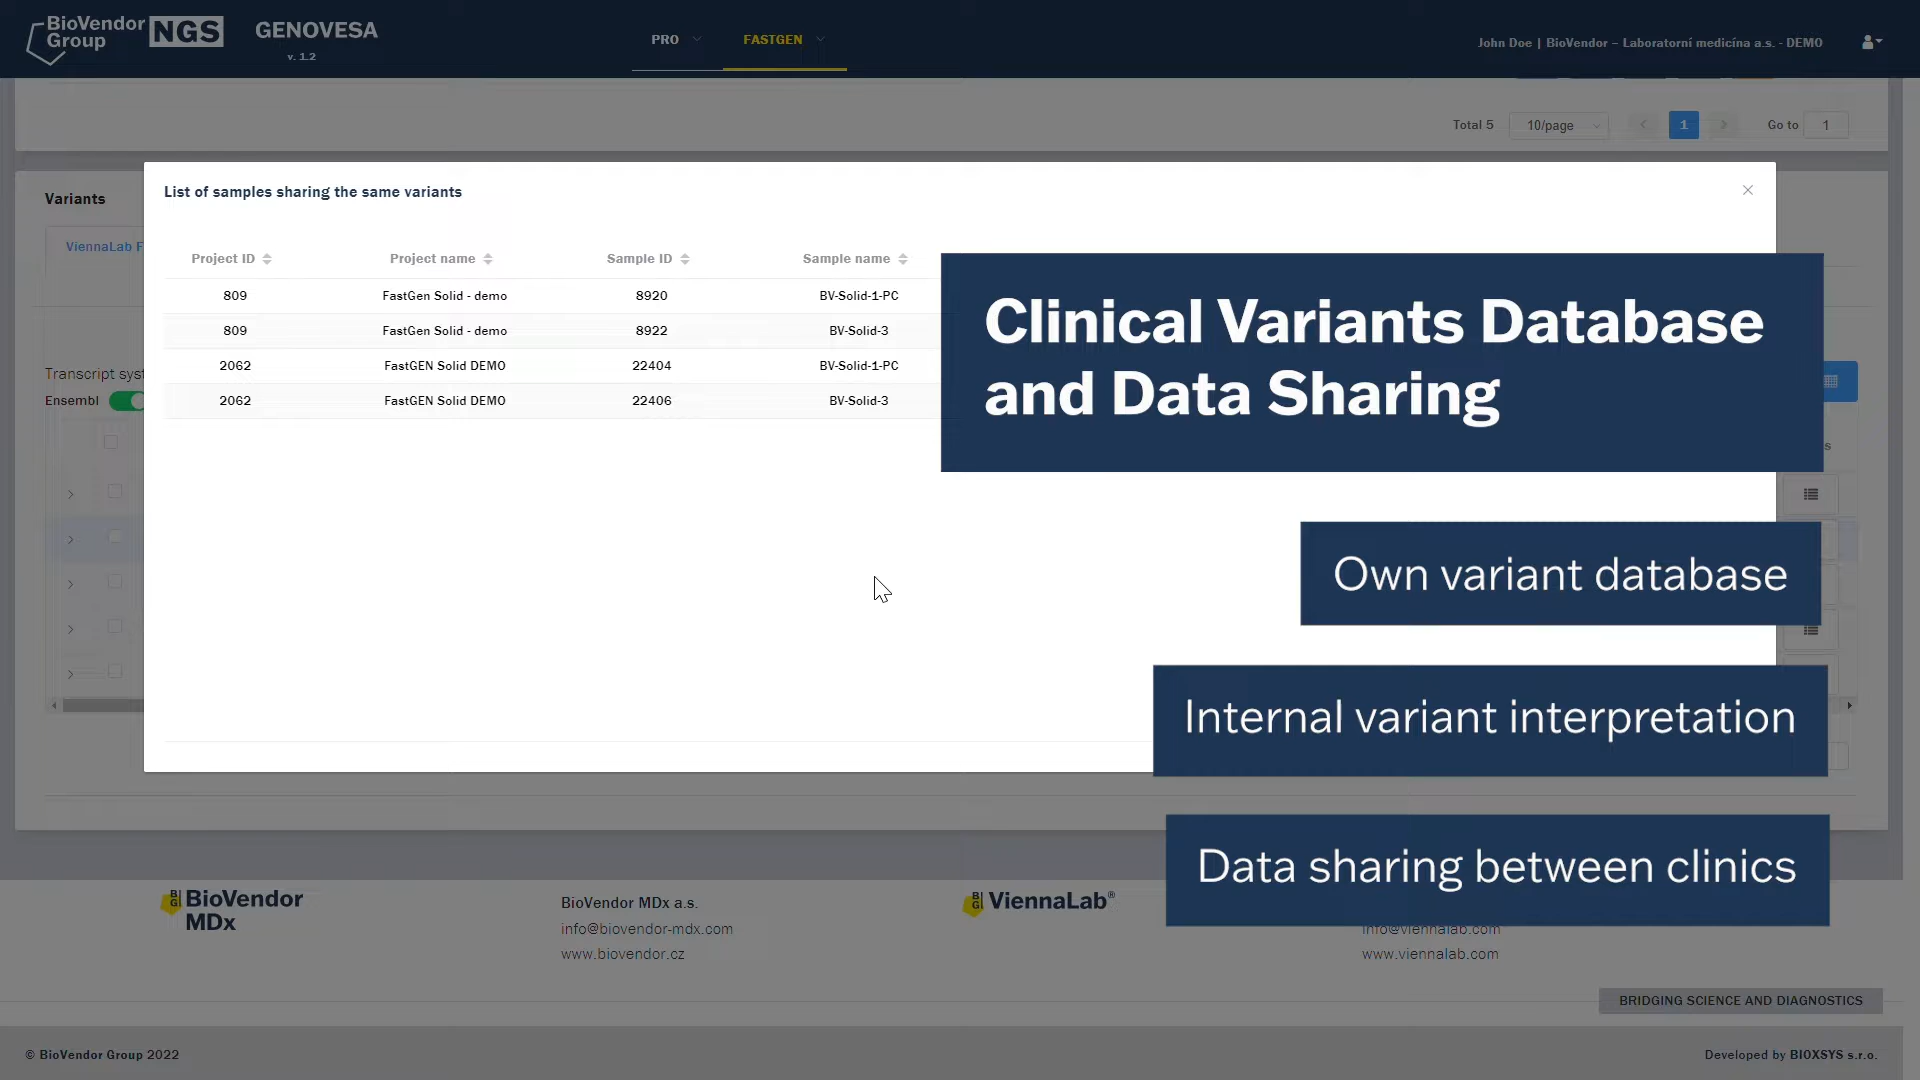 BioVendor
Group
NGS
GENOVESA
v. 1.2
PRO
FASTGEN
John Doe | BioVendor – Laboratorní medicína a.s. - DEMO
Total 5
10/page
1
Go to
1
Variants
List of samples sharing the same variants
ViennaLab F
Project ID
Project name
Sample ID
Sample name
809
FastGen Solid - demo
8920
BV-Solid-1-PC
809
FastGen Solid - demo
8922
BV-Solid-3
2062
FastGEN Solid DEMO
22404
BV-Solid-1-PC
2062
FastGEN Solid DEMO
22406
BV-Solid-3
Clinical Variants Database
and Data Sharing
Transcript syst
Ensembl
s
Own variant database
Internal variant interpretation
Data sharing between clinics
BioVendor
MDx
BioVendor MDx a.s.
info@biovendor-mdx.com
www.biovendor.cz
ViennaLab®
info@viennalab.com
www.viennalab.com
BRIDGING SCIENCE AND DIAGNOSTICS
© BioVendor Group 2022
Developed by BIOXSYS s.r.o.